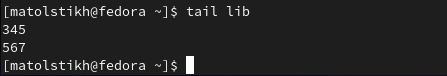 [matolstikh@fedora ~]$ tail lib
345
567
[matolstikh@fedora ~]$